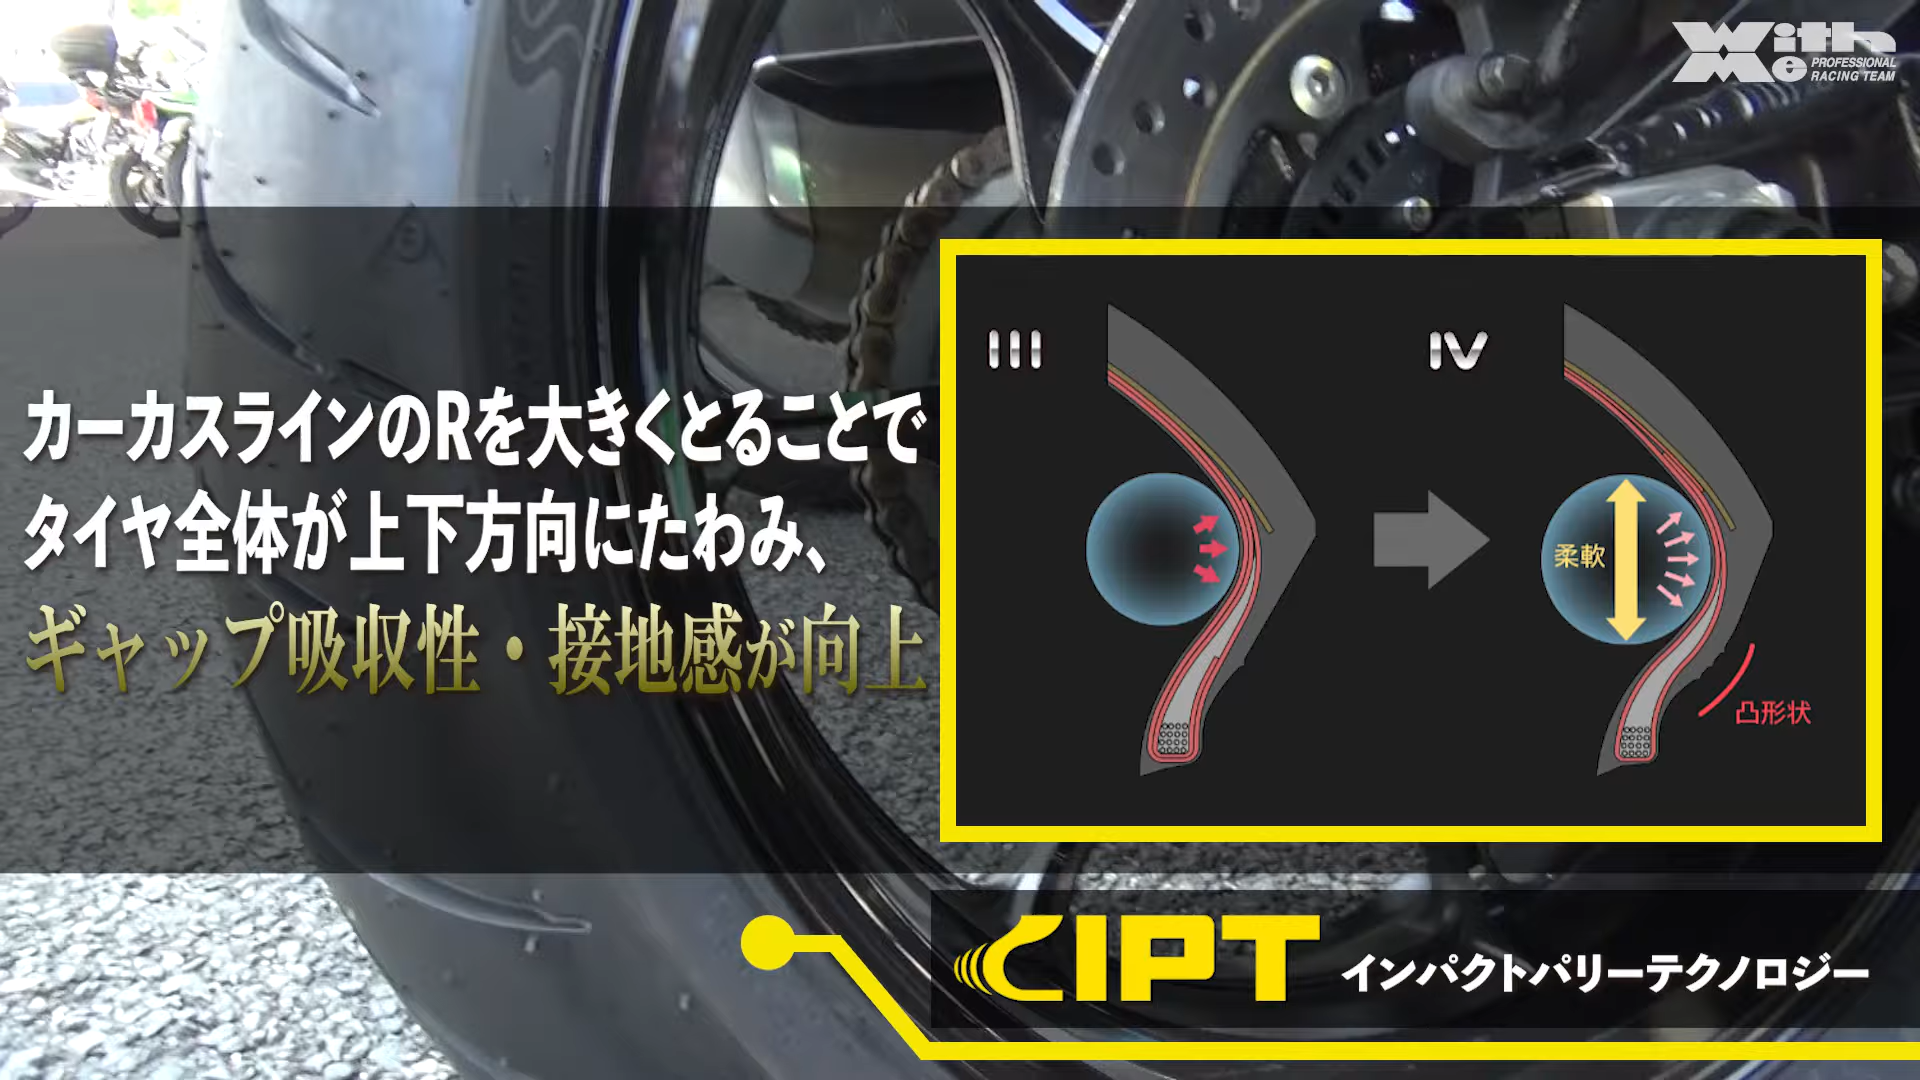 With Me PROFESSIONAL RACING TEAM
カーカスラインのRを大きくとることで
タイヤ全体が上下方向にたわみ、
ギャップ吸収性・接地感が向上
III
IV
柔軟
凸形状
IPT インパクトパリーテクノロジー